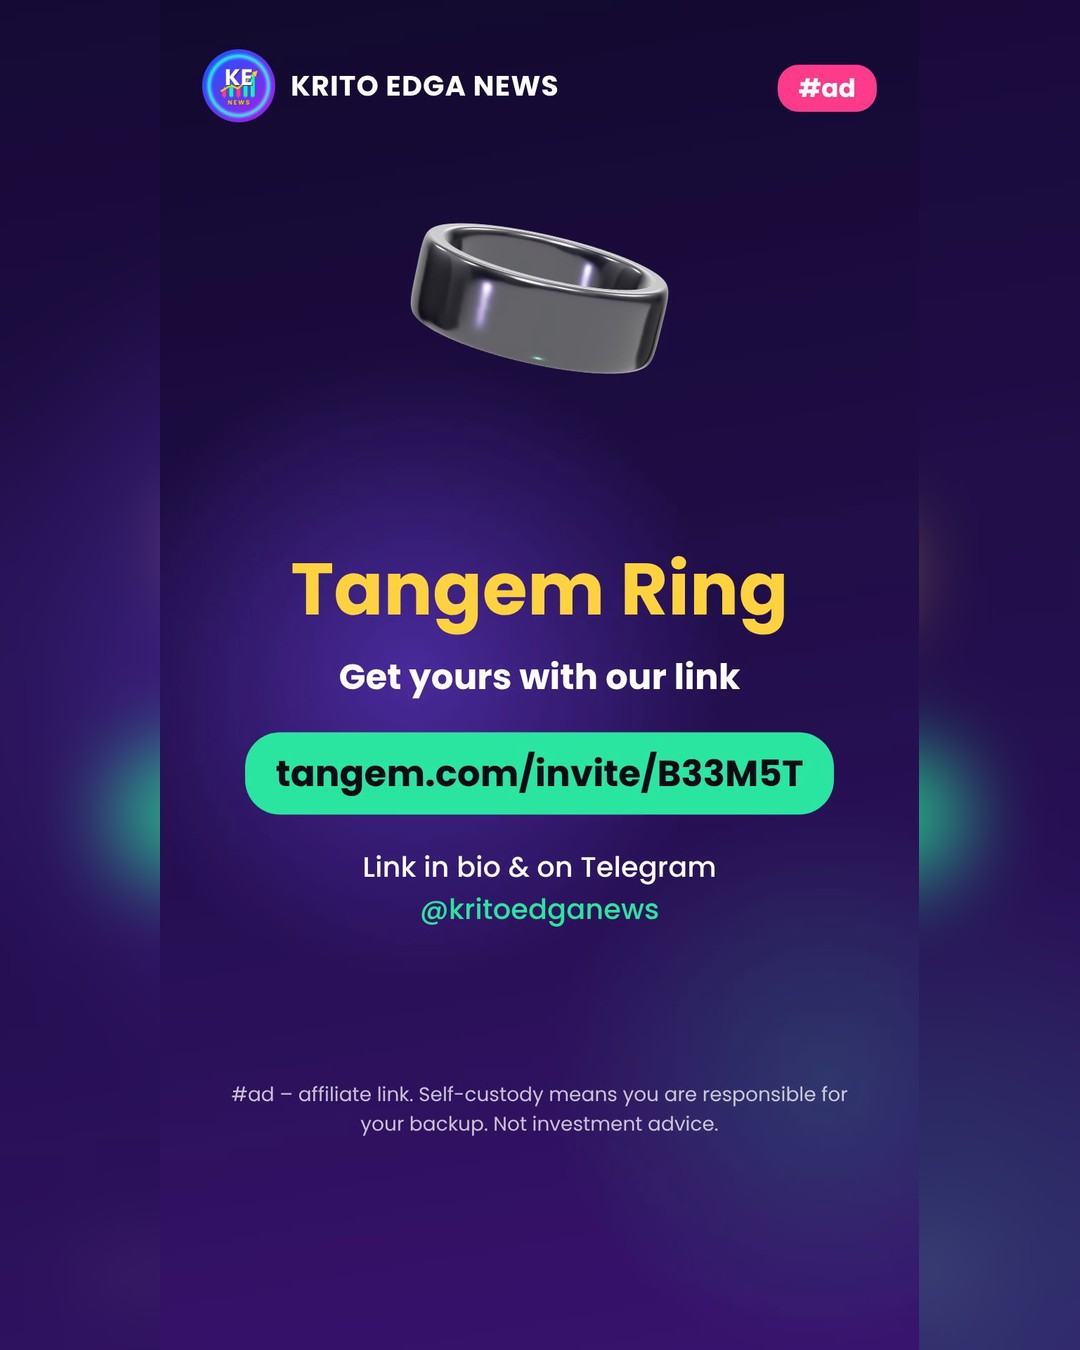 KE
NEWS
KRITO EDGA NEWS
#ad
Tangem Ring
Get yours with our link
tangem.com/invite/B33M5T
Link in bio & on Telegram
@kritoedganews
#ad – affiliate link. Self-custody means you are responsible for
your backup. Not investment advice.